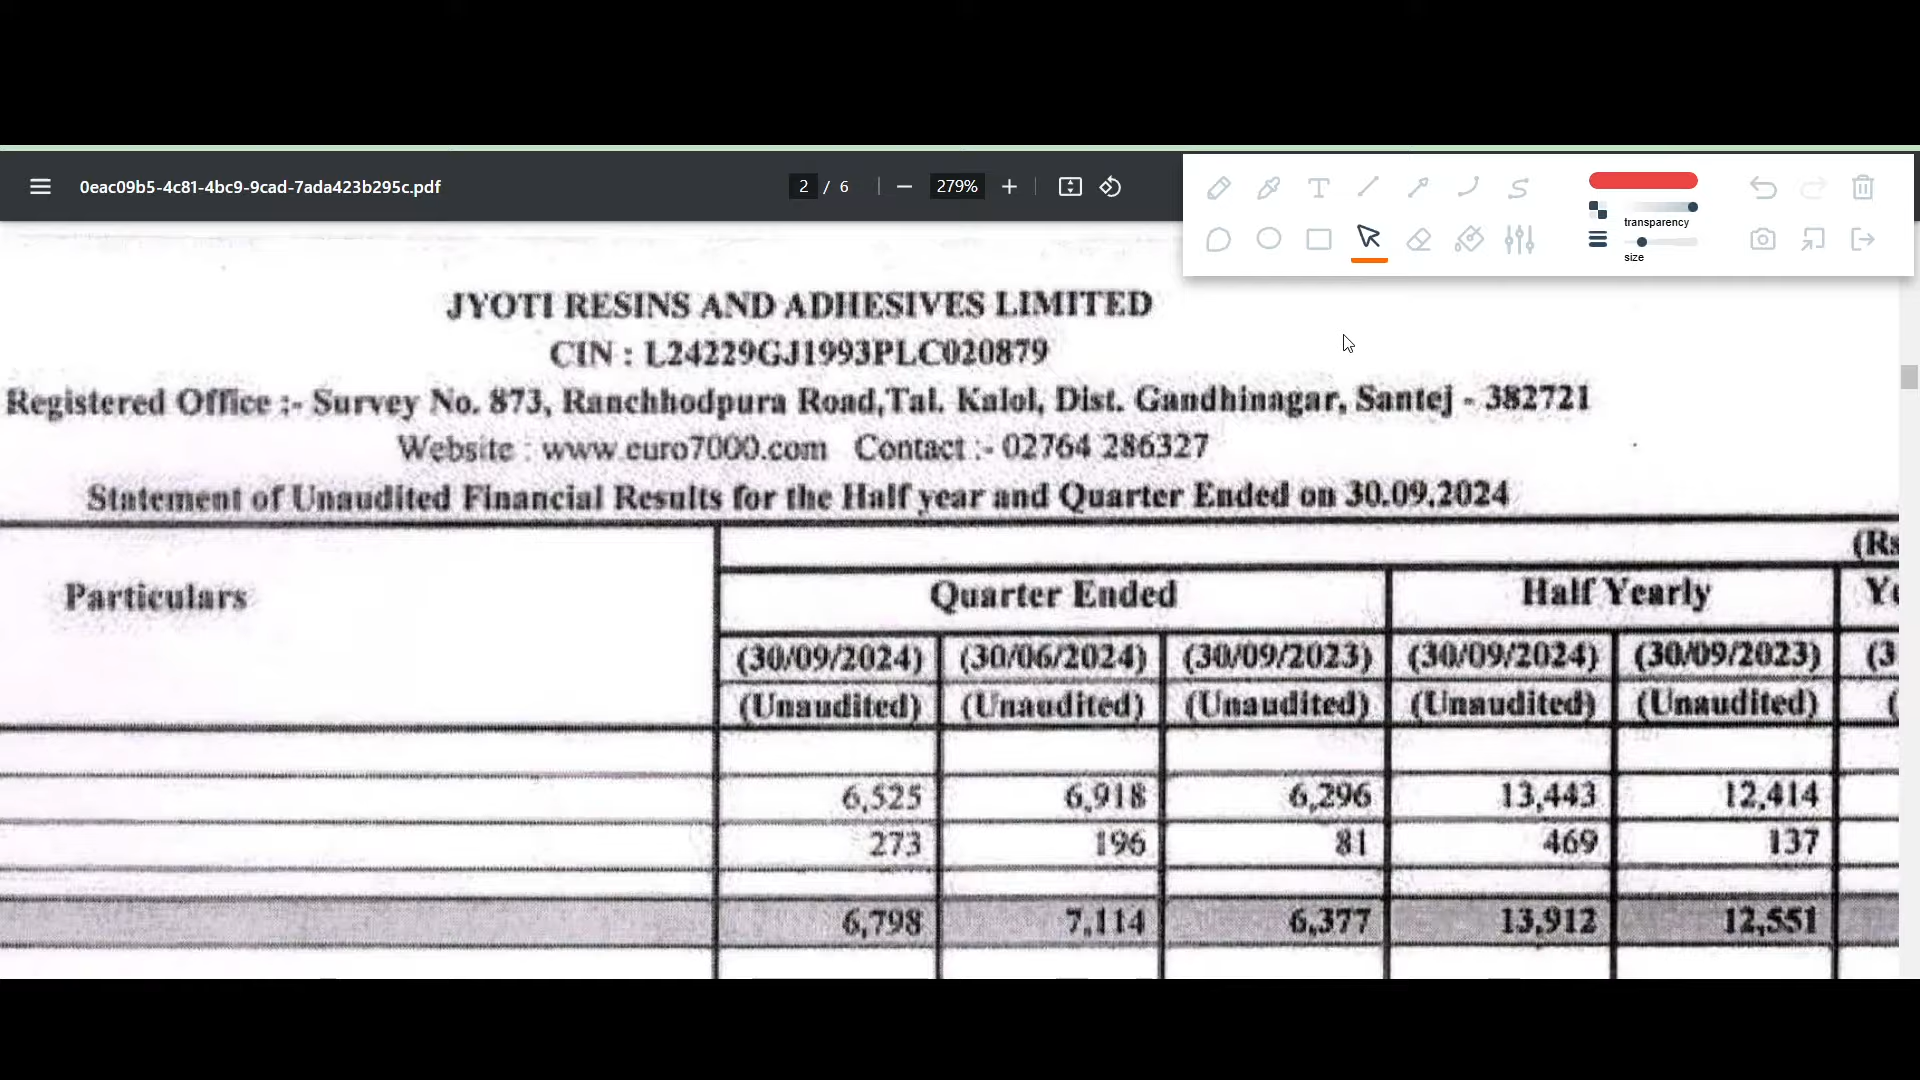 0eac09b5-4c81-4bc9-9cad-7ada423b295c.pdf
2 / 6
279%
transparency
size
JYOTI RESINS AND ADHESIVES LIMITED
CIN : L24229GJ1993PLC020879
Registered Office :- Survey No. 873, Ranchhodpura Road,Tal. Kalol, Dist. Gandhinagar, Santej - 382721
Website : www.euro7000.com Contact :- 02764 286327
Statement of Unaudited Financial Results for the Half year and Quarter Ended on 30.09.2024
(Rs
Particulars Quarter Ended Half Yearly
(30/09/2024) (30/06/2024) (30/09/2023) (30/09/2024) (30/09/2023) (3
(Unaudited) (Unaudited) (Unaudited) (Unaudited) (Unaudited) (
6,525 6,918 6,296 13,443 12,414
273 196 81 469 137
6,798 7,114 6,377 13,912 12,551